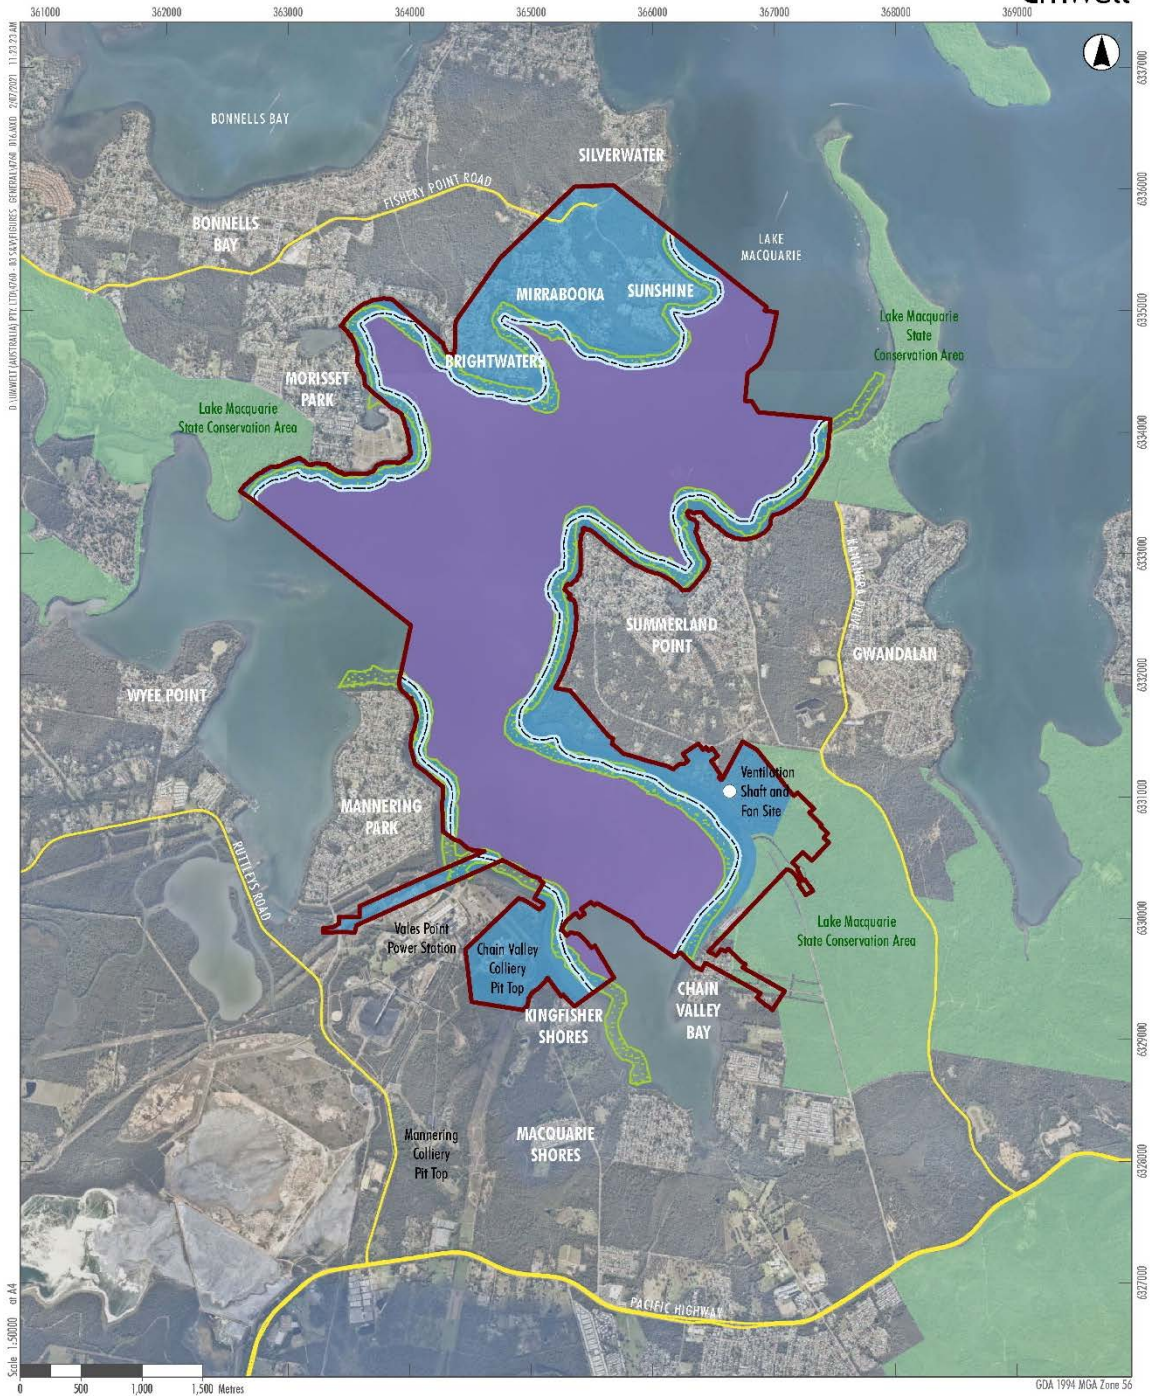 umwelt
361000
362000
363000
364000
365000
366000
367000
368000
369000
6337000
6336000
6335000
6334000
6333000
6332000
6331000
6330000
6329000
6328000
6327000
BONNELLS BAY
SILVERWATER
FISHERY POINT ROAD
BONNELLS
BAY
LAKE
MACQUARIE
MIRRABOOKA
SUNSHINE
Lake Macquarie
State
Conservation Area
BRIGHTWATERS
MORISSET
PARK
Lake Macquarie
State Conservation Area
KANANGRA DRIVE
SUMMERLAND
POINT
GWANDALAN
WYEE POINT
Ventilation
Shaft and
Fan Site
MANNERING
PARK
RUTTLEYS ROAD
Vales Point
Power Station
Chain Valley
Colliery
Pit Top
Lake Macquarie
State Conservation Area
CHAIN
VALLEY
BAY
KINGFISHER
SHORES
Mannering
Colliery
Pit Top
MACQUARIE
SHORES
PACIFIC HIGHWAY
Scale 1:50000 at A4
0 500 1,000 1,500 Metres
GDA 1994 MGA Zone 56